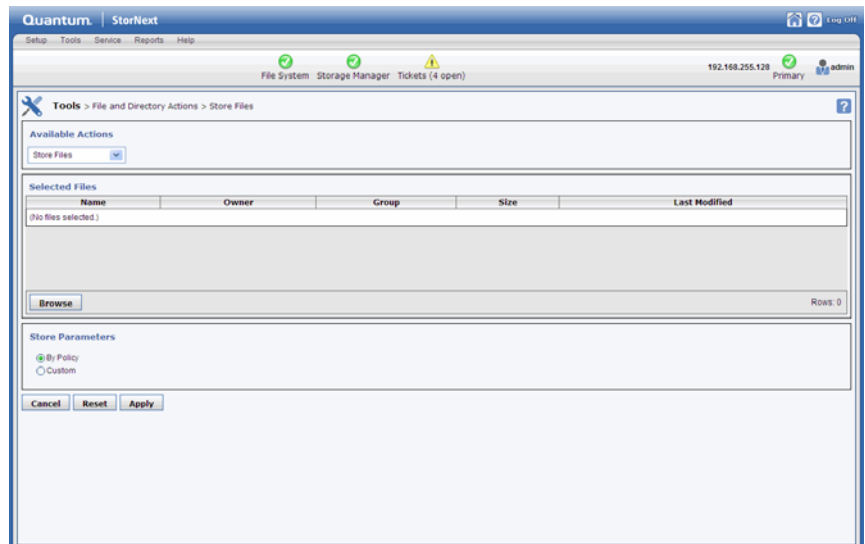 Quantum. | StorNext
Log Off
Setup Tools Service Reports Help
File System Storage Manager Tickets (4 open)
192.168.255.128 Primary admin
Tools > File and Directory Actions > Store Files
Available Actions
Store Files
Selected Files
Name Owner Group Size Last Modified
(No files selected.)
Browse
Rows: 0
Store Parameters
By Policy
Custom
Cancel Reset Apply